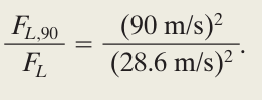 F_{L,90} / F_L = (90 m/s)² / (28.6 m/s)².